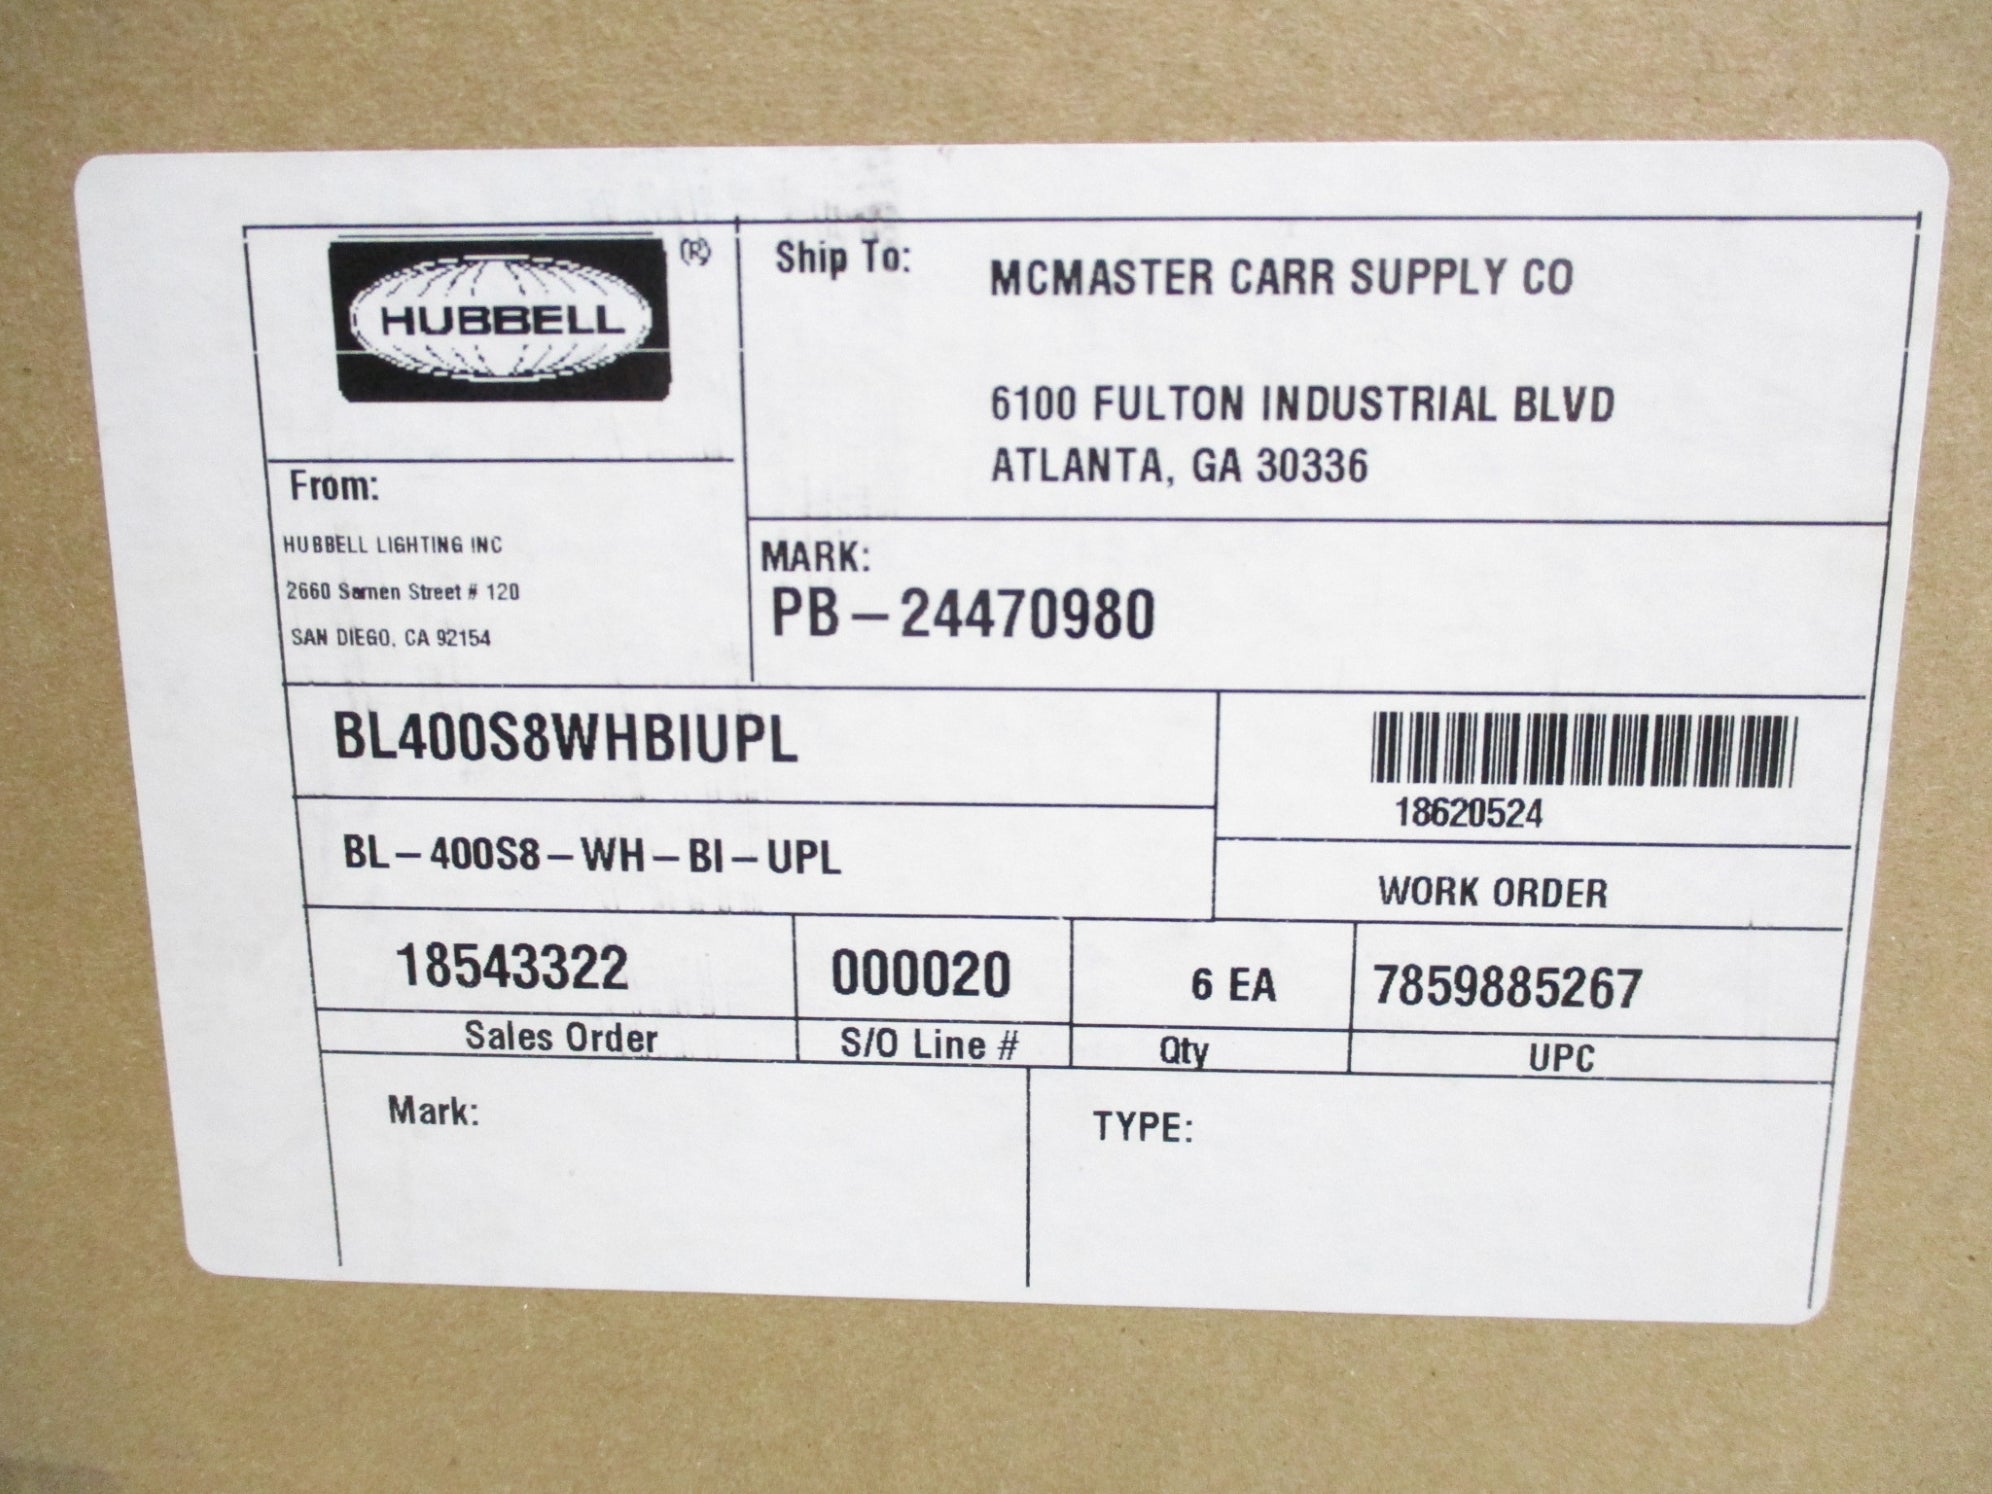 HUBBELL
(R)
Ship To:
MCMASTER CARR SUPPLY CO
6100 FULTON INDUSTRIAL BLVD
ATLANTA, GA 30336
From:
HUBBELL LIGHTING INC
2660 Sarnen Street # 120
SAN DIEGO, CA 92154
MARK:
PB-24470980
BL400S8WHBIUPL
18620524
BL-400S8-WH-BI-UPL
WORK ORDER
18543322
000020
6 EA
7859885267
Sales Order
S/O Line #
Qty
UPC
Mark:
TYPE: